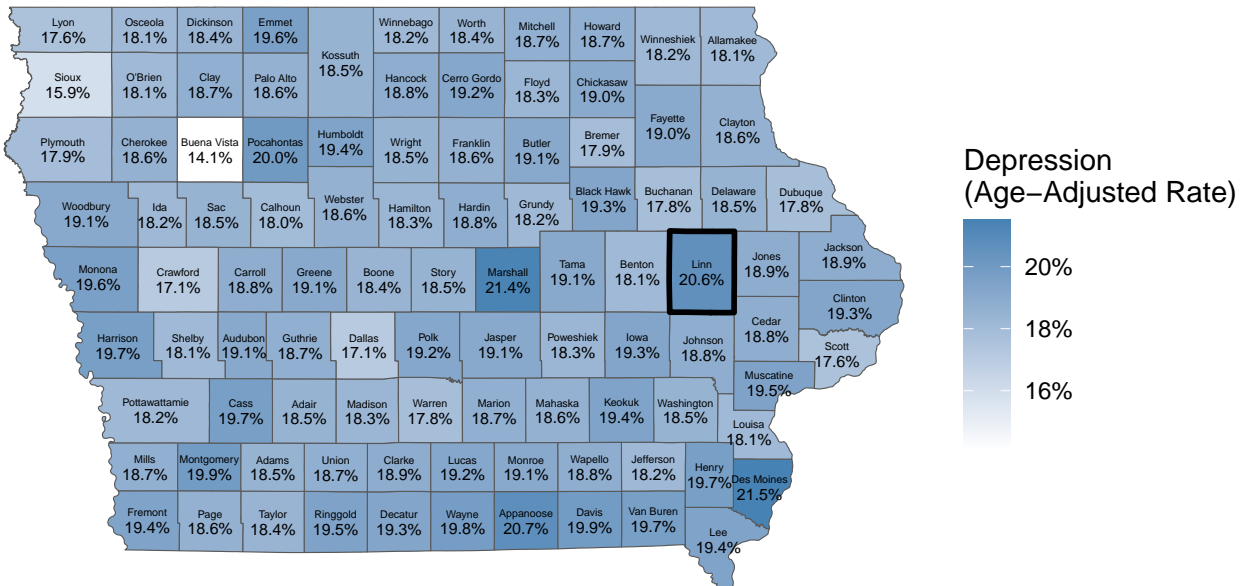 Lyon
17.6%
Osceola
18.1%
Dickinson
18.4%
Emmet
19.6%
Kossuth
18.5%
Winnebago
18.2%
Worth
18.4%
Mitchell
18.7%
Howard
18.7%
Winneshiek
18.2%
Allamakee
18.1%
Sioux
15.9%
O'Brien
18.1%
Clay
18.7%
Palo Alto
18.6%
Hancock
18.8%
Cerro Gordo
19.2%
Floyd
18.3%
Chickasaw
19.0%
Fayette
19.0%
Clayton
18.6%
Plymouth
17.9%
Cherokee
18.6%
Buena Vista
14.1%
Pocahontas
20.0%
Humboldt
19.4%
Wright
18.5%
Franklin
18.6%
Butler
19.1%
Bremer
17.9%
Woodbury
19.1%
Ida
18.2%
Sac
18.5%
Calhoun
18.0%
Webster
18.6%
Hamilton
18.3%
Hardin
18.8%
Grundy
18.2%
Black Hawk
19.3%
Buchanan
17.8%
Delaware
18.5%
Dubuque
17.8%
Monona
19.6%
Crawford
17.1%
Carroll
18.8%
Greene
19.1%
Boone
18.4%
Story
18.5%
Marshall
21.4%
Tama
19.1%
Benton
18.1%
Linn
20.6%
Jones
18.9%
Jackson
18.9%
Clinton
19.3%
Harrison
19.7%
Shelby
18.1%
Audubon
19.1%
Guthrie
18.7%
Dallas
17.1%
Polk
19.2%
Jasper
19.1%
Poweshiek
18.3%
Iowa
19.3%
Johnson
18.8%
Cedar
18.8%
Scott
17.6%
Muscatine
19.5%
Pottawattamie
18.2%
Cass
19.7%
Adair
18.5%
Madison
18.3%
Warren
17.8%
Marion
18.7%
Mahaska
18.6%
Keokuk
19.4%
Washington
18.5%
Louisa
18.1%
Mills
18.7%
Montgomery
19.9%
Adams
18.5%
Union
18.7%
Clarke
18.9%
Lucas
19.2%
Monroe
19.1%
Wapello
18.8%
Jefferson
18.2%
Henry
19.7%
Des Moines
21.5%
Fremont
19.4%
Page
18.6%
Taylor
18.4%
Ringgold
19.5%
Decatur
19.3%
Wayne
19.8%
Appanoose
20.7%
Davis
19.9%
Van Buren
19.7%
Lee
19.4%
Depression
(Age−Adjusted Rate)
20%
18%
16%